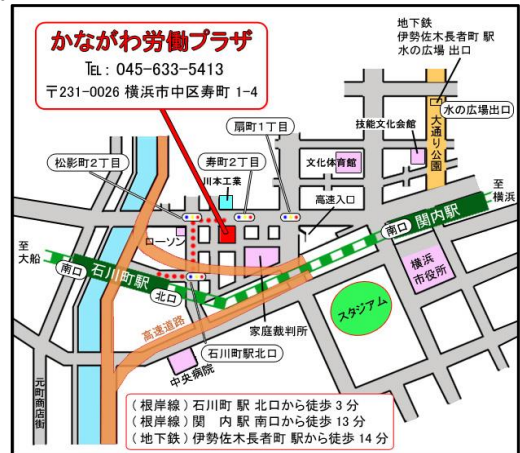 かながわ労働プラザ
℡: 045-633-5413
〒231-0026 横浜市中区寿町 1-4
地下鉄
伊勢佐木長者町 駅
水の広場 出口
水の広場出口
大通り公園
技能文化会館
扇町1丁目
文化体育館
松影町2丁目
寿町2丁目
川本工業
高速入口
至
横浜
関内駅
南口
ローソン
至
大船
南口
石川町駅
北口
横浜
市役所
スタジアム
家庭裁判所
高速道路
石川町駅北口
中央病院
元町商店街
(根岸線) 石川町 駅 北口から徒歩 3 分
(根岸線) 関 内 駅 南口から徒歩 13 分
(地下鉄) 伊勢佐木長者町 駅から徒歩 14 分